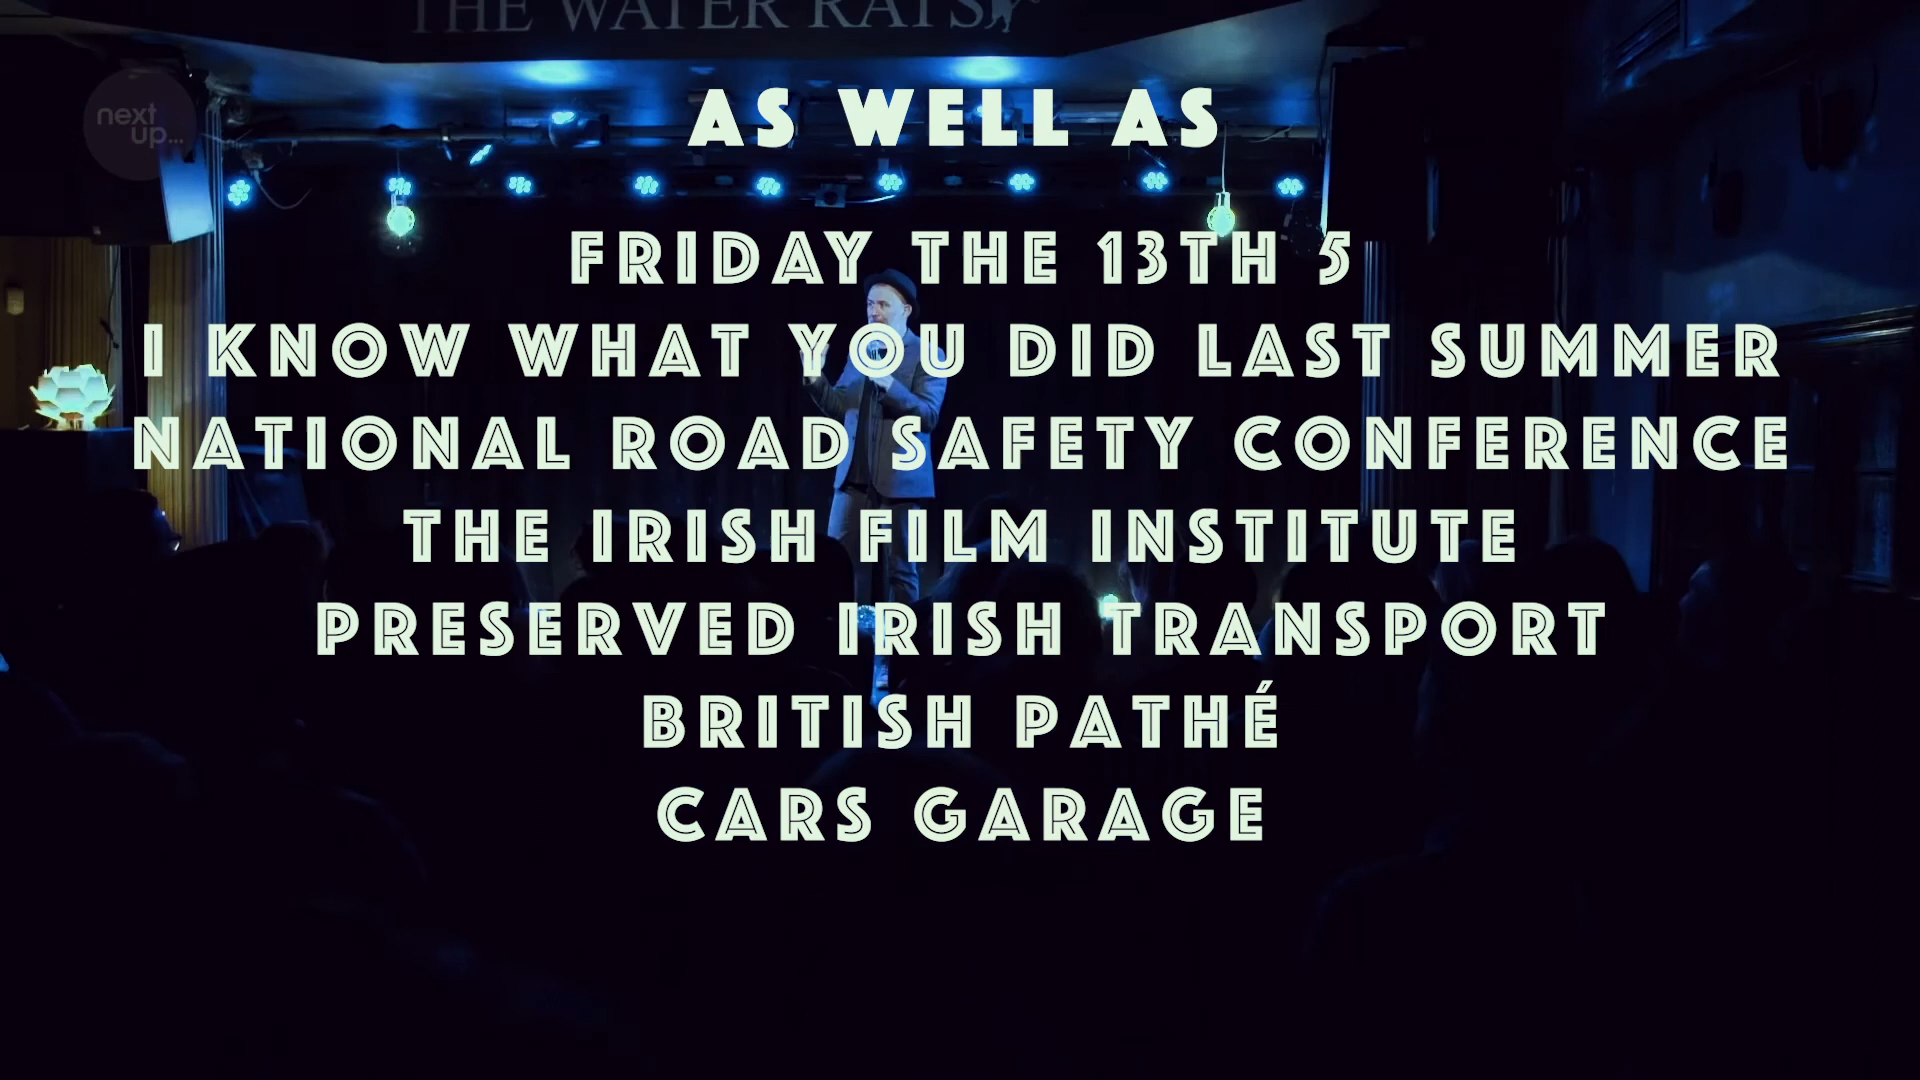 THE WATER RATS
next
up...
AS WELL AS
FRIDAY THE 13TH 5
I KNOW WHAT YOU DID LAST SUMMER
NATIONAL ROAD SAFETY CONFERENCE
THE IRISH FILM INSTITUTE
PRESERVED IRISH TRANSPORT
BRITISH PATHÉ
CARS GARAGE